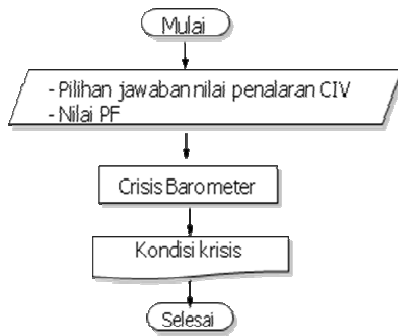 Mulai
- Pilihan jawaban nilai penalaran CIV
- Nilai PF
Crisis Barometer
Kondisi krisis
Selesai